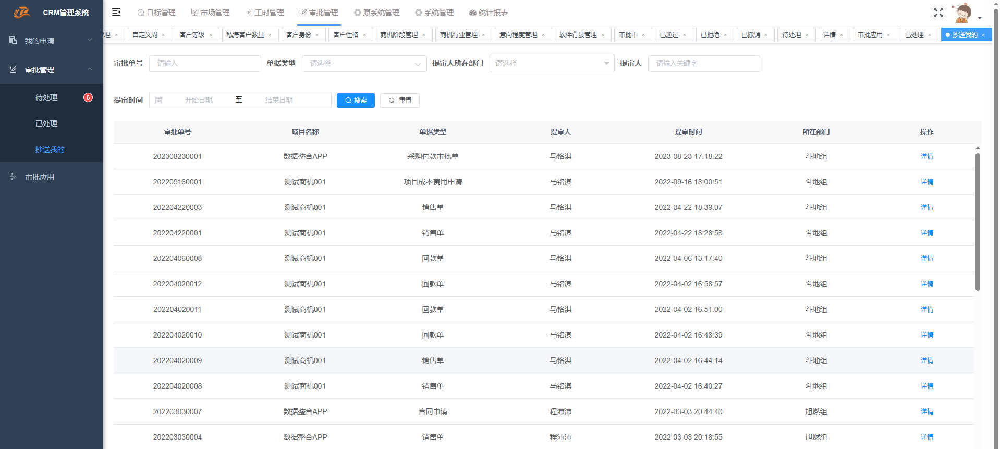 CRM管理系统
目标管理 市场管理 工时管理 审批管理 原系统管理 系统管理 统计报表
理 × 自定义周 × 客户等级 × 私海客户数量 × 客户身份 × 客户性格 × 商机阶段管理 × 商机行业管理 × 意向程度管理 × 软件背景管理 × 审批中 × 已通过 × 已拒绝 × 已撤销 × 待处理 × 详情 × 审批应用 × 已处理 × 抄送我的 ×
我的申请
审批管理
待处理 6
已处理
抄送我的
审批应用
审批单号 请输入 单据类型 请选择 提审人所在部门 请选择 提审人 请输入关键字
提审时间 开始日期 至 结束日期 搜索 重置
审批单号 项目名称 单据类型 提审人 提审时间 所在部门 操作
202308230001 数据整合APP 采购付款审批单 马铭淇 2023-08-23 17:18:22 斗地组 详情
202209160001 测试商机001 项目成本费用申请 马铭淇 2022-09-16 18:00:51 斗地组 详情
202204220003 测试商机001 销售单 马铭淇 2022-04-22 18:39:07 斗地组 详情
202204220001 测试商机001 销售单 马铭淇 2022-04-22 18:28:58 斗地组 详情
202204060008 测试商机001 回款单 马铭淇 2022-04-06 13:17:40 斗地组 详情
202204020012 测试商机001 回款单 马铭淇 2022-04-02 16:58:57 斗地组 详情
202204020011 测试商机001 回款单 马铭淇 2022-04-02 16:51:00 斗地组 详情
202204020010 测试商机001 回款单 马铭淇 2022-04-02 16:48:39 斗地组 详情
202204020009 测试商机001 销售单 马铭淇 2022-04-02 16:44:14 斗地组 详情
202204020008 测试商机001 销售单 马铭淇 2022-04-02 16:40:27 斗地组 详情
202203030007 数据整合APP 合同申请 程沛沛 2022-03-03 20:44:40 旭燃组 详情
202203030004 数据整合APP 销售单 程沛沛 2022-03-03 20:18:55 旭燃组 详情